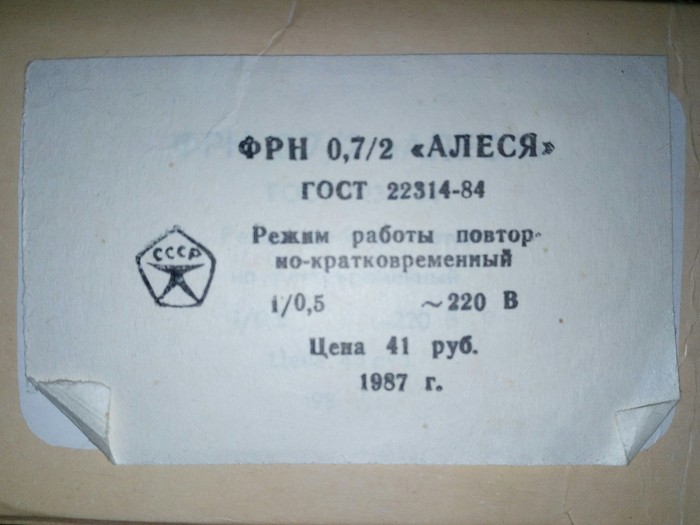 ФРН 0,7/2 «АЛЕСЯ»
ГОСТ 22314-84
СССР
Режим работы повтор-
но-кратковременный
1/0,5 ~220 В
Цена 41 руб.
1987 г.